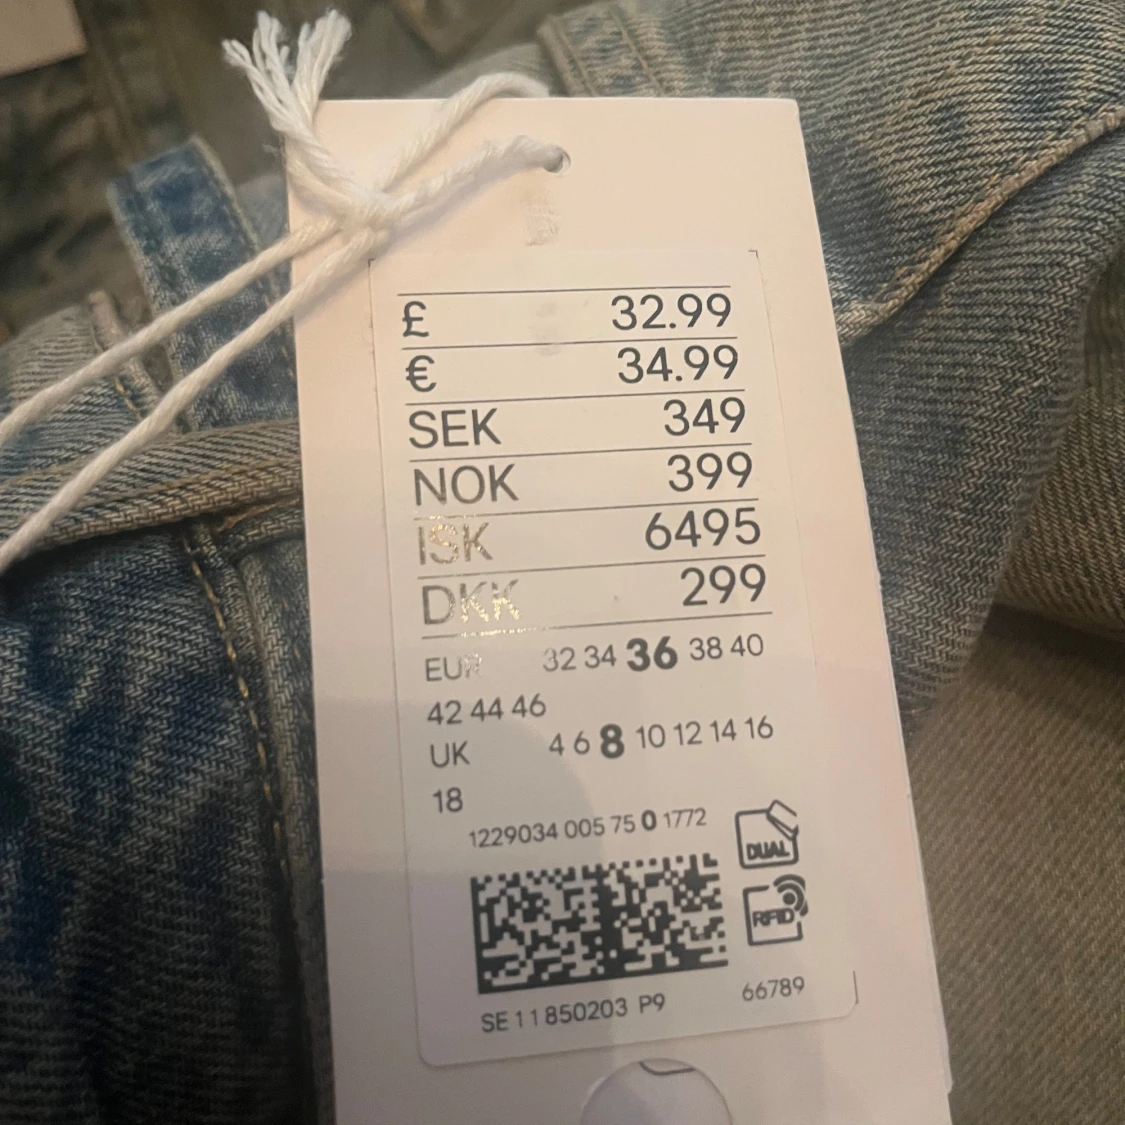 £ 32.99
€ 34.99
SEK 349
NOK 399
ISK 6495
DKK 299
EUR 32 34 36 38 40
42 44 46
UK 4 6 8 10 12 14 16
18
1229034 005 75 0 1772
DUAL
RFID
SE 11 850203 P9 66789